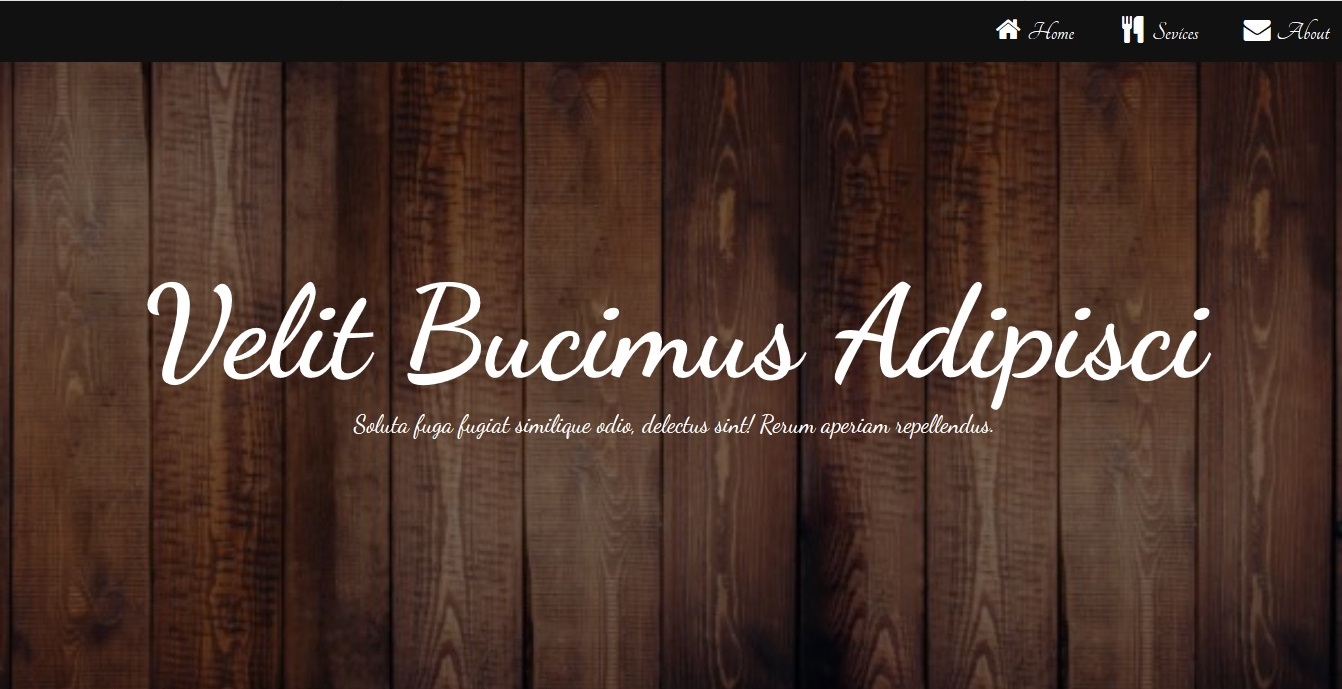 Home Sevices About
Velit Bucimus Adipisci
Soluta fuga fugiat similique odio, delectus sint! Rerum aperiam repellendus.